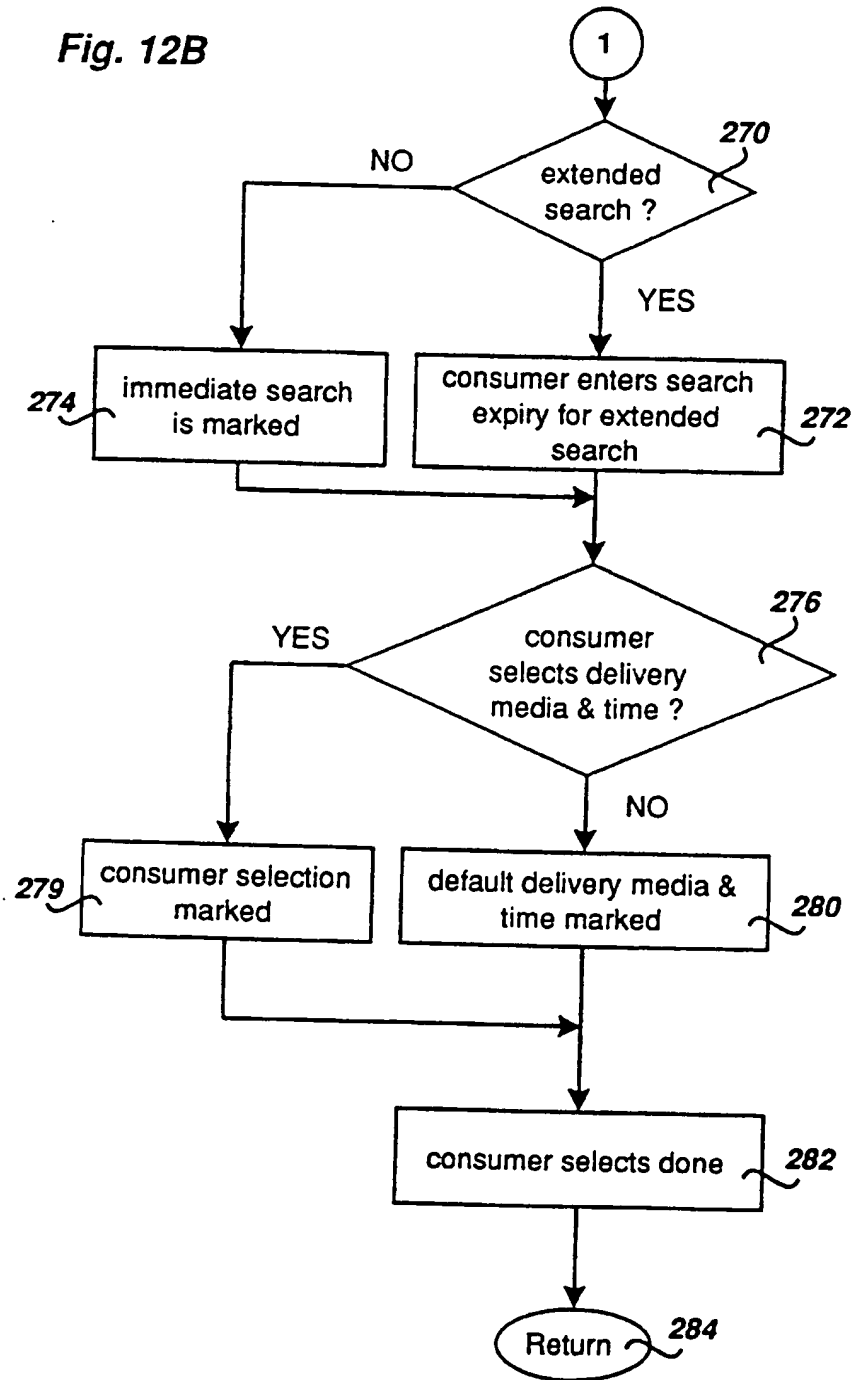 Fig. 12B
1
270
NO
extended
search ?
YES
274
immediate search
is marked
consumer enters search
expiry for extended
search
272
276
YES
consumer
selects delivery
media & time ?
NO
279
consumer selection
marked
default delivery media &
time marked
280
consumer selects done
282
Return
284